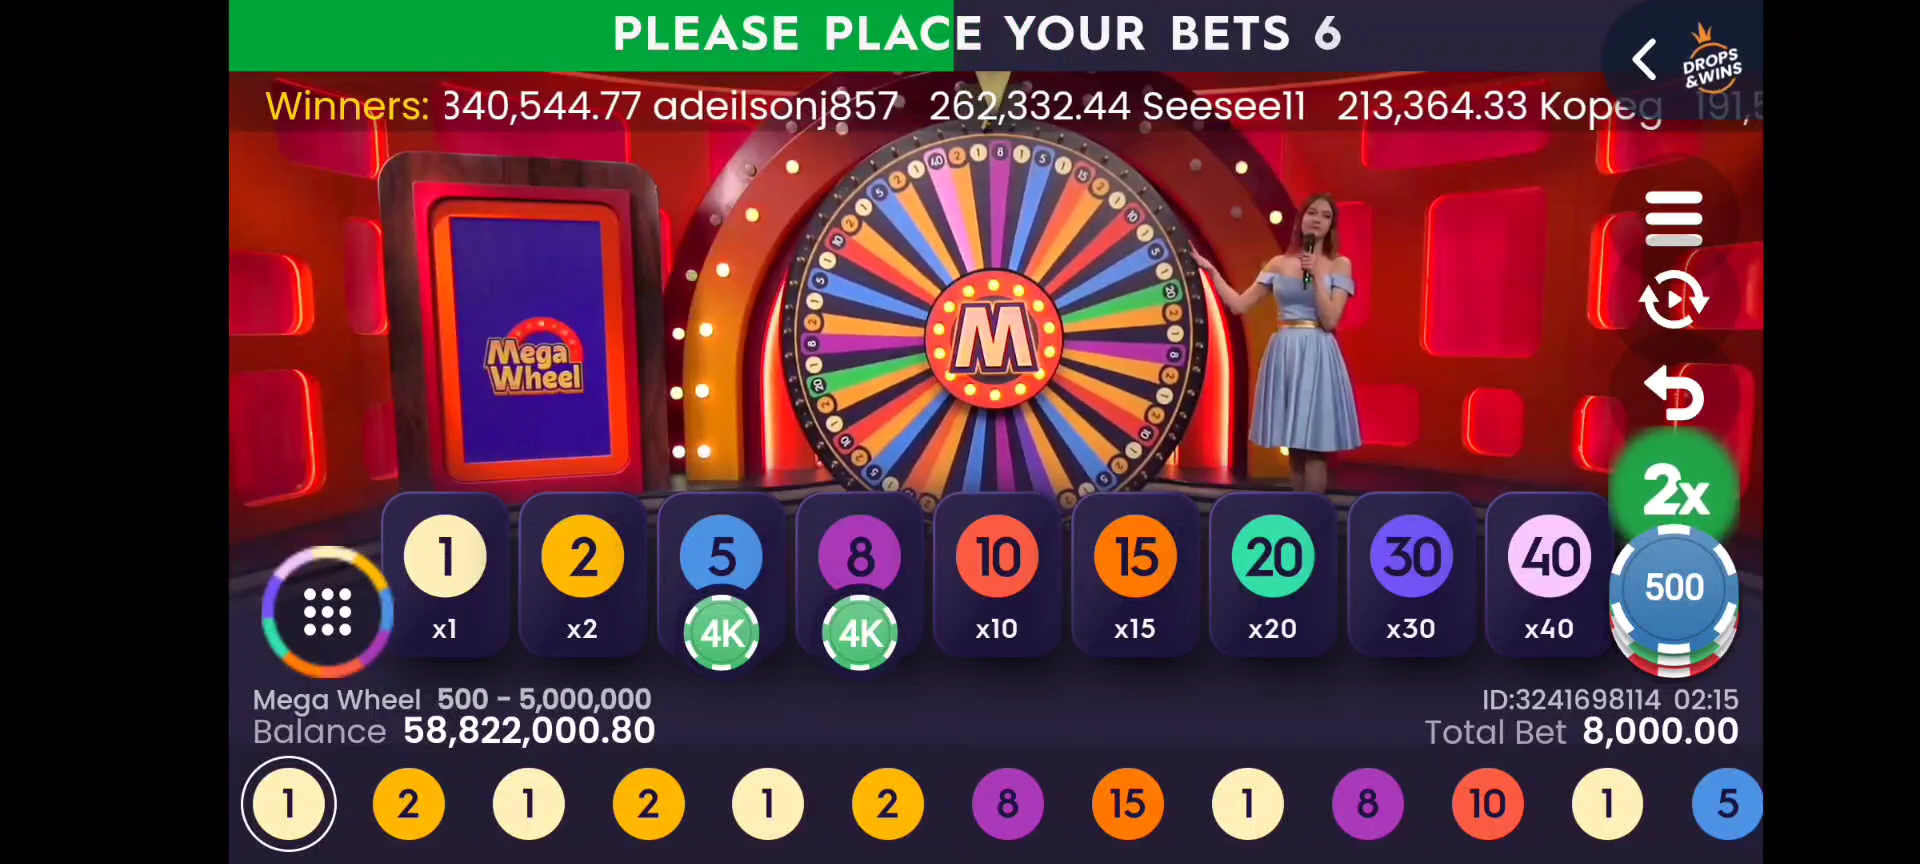 PLEASE PLACE YOUR BETS 6
DROPS
&WINS
Winners: 340,544.77 adeilsonj857 262,332.44 Seesee11 213,364.33 Kopeg 191,5
Mega
Wheel
M
1 2 5 8 10 15 20 30 40
2x
x1 x2 4K 4K x10 x15 x20 x30 x40
500
Mega Wheel 500 - 5,000,000
ID:3241698114 02:15
Balance 58,822,000.80
Total Bet 8,000.00
1 2 1 2 1 2 8 15 1 8 10 1 5